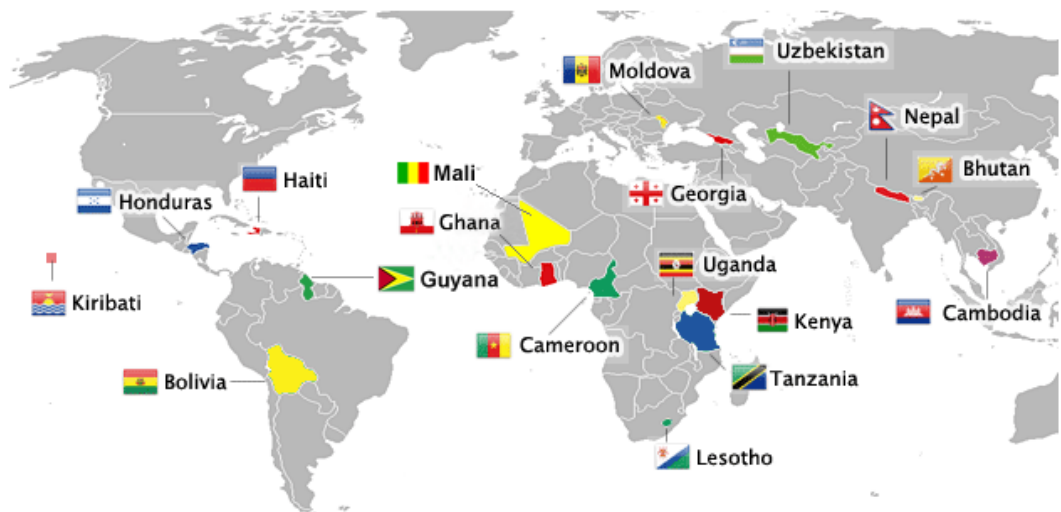 Uzbekistan
Moldova
Nepal
Bhutan
Haiti
Mali
Georgia
Honduras
Ghana
Uganda
Guyana
Kiribati
Cambodia
Kenya
Cameroon
Bolivia
Tanzania
Lesotho